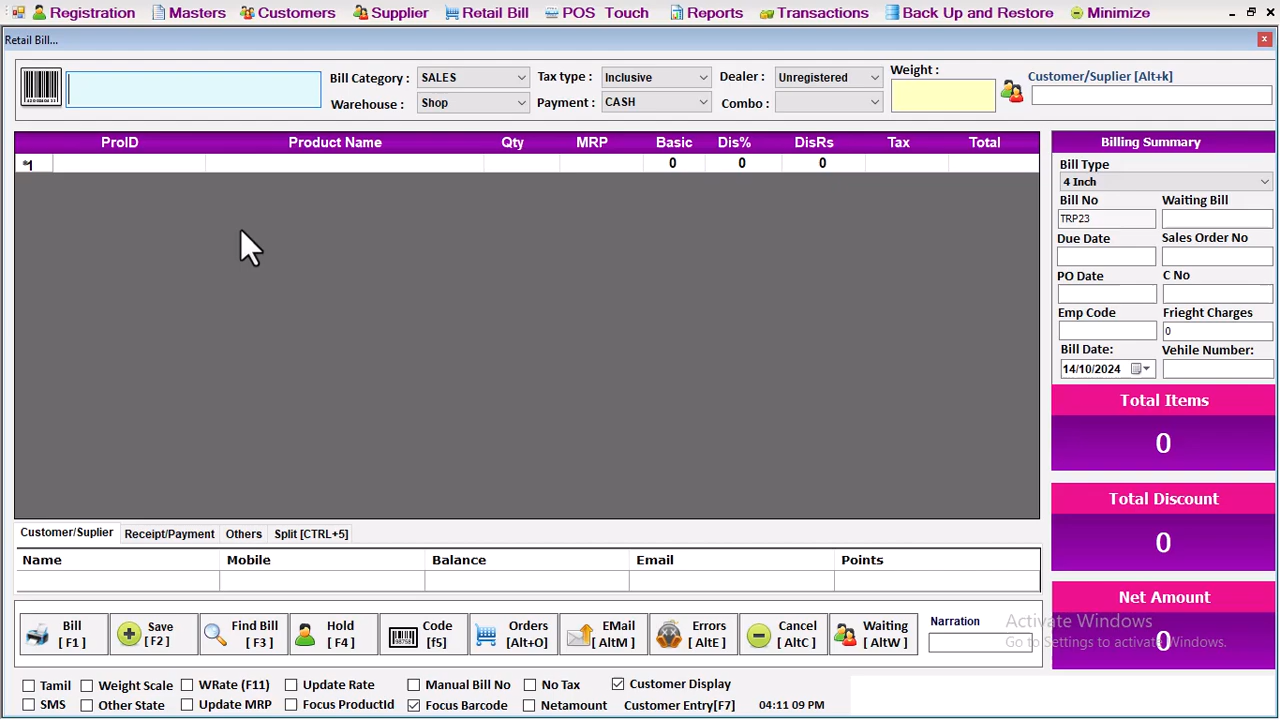 Registration Masters Customers Supplier Retail Bill POS Touch Reports Transactions Back Up and Restore Minimize
Retail Bill...
Bill Category : SALES Tax type : Inclusive Dealer : Unregistered Weight : Customer/Suplier [Alt+k]
Warehouse : Shop Payment : CASH Combo :
ProID Product Name Qty MRP Basic Dis% DisRs Tax Total
*1 0 0 0
Billing Summary
Bill Type
4 Inch
Bill No Waiting Bill
TRP23
Due Date Sales Order No
PO Date C No
Emp Code Frieght Charges
0
Bill Date: Vehile Number:
14/10/2024
Total Items
0
Total Discount
0
Net Amount
0
Customer/Suplier Receipt/Payment Others Split [CTRL+5]
Name Mobile Balance Email Points
Bill [ F1 ]
Save [F2 ]
Find Bill [ F3 ]
Hold [ F4 ]
Code [f5]
Orders [Alt+O]
EMail [AltM ]
Errors [AltE ]
Cancel [AltC ]
Waiting [AltW ]
Narration
Activate Windows
Go to Settings to activate Windows.
Tamil Weight Scale WRate (F11) Update Rate Manual Bill No No Tax Customer Display
SMS Other State Update MRP Focus ProductId Focus Barcode Netamount Customer Entry[F7] 04:11 09 PM